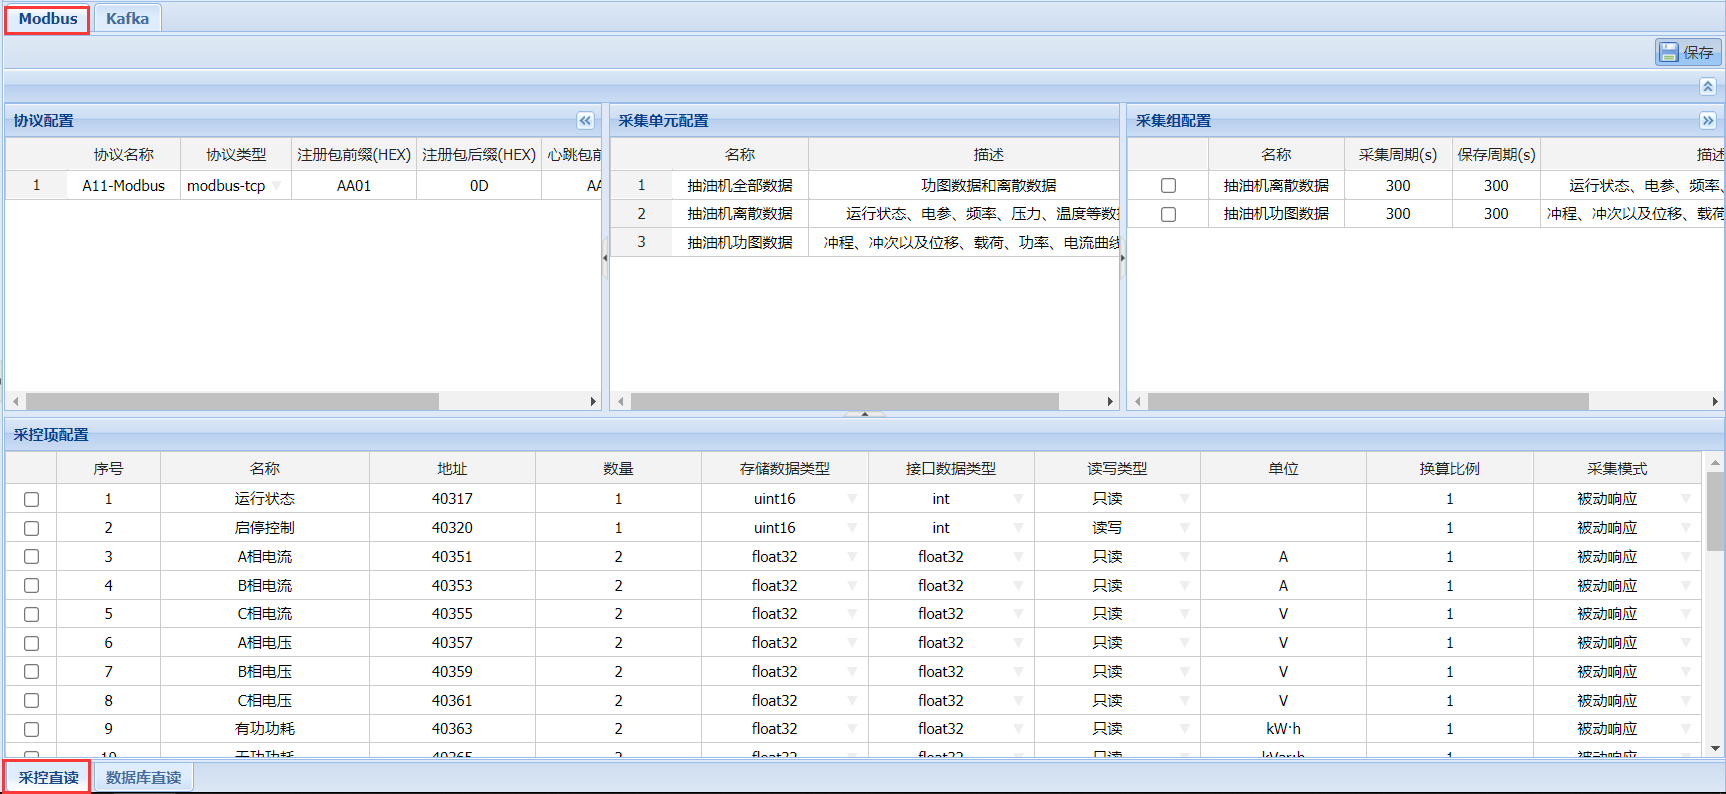 Modbus Kafka
保存
协议配置
协议名称 协议类型 注册包前缀(HEX) 注册包后缀(HEX) 心跳包前
1 A11-Modbus modbus-tcp AA01 0D AA
采集单元配置
名称 描述
1 抽油机全部数据 功图数据和离散数据
2 抽油机离散数据 运行状态、电参、频率、压力、温度等数据
3 抽油机功图数据 冲程、冲次以及位移、载荷、功率、电流曲线
采集组配置
名称 采集周期(s) 保存周期(s) 描述
抽油机离散数据 300 300 运行状态、电参、频率、
抽油机功图数据 300 300 冲程、冲次以及位移、载荷
采控项配置
序号 名称 地址 数量 存储数据类型 接口数据类型 读写类型 单位 换算比例 采集模式
1 运行状态 40317 1 uint16 int 只读 1 被动响应
2 启停控制 40320 1 uint16 int 读写 1 被动响应
3 A相电流 40351 2 float32 float32 只读 A 1 被动响应
4 B相电流 40353 2 float32 float32 只读 A 1 被动响应
5 C相电流 40355 2 float32 float32 只读 V 1 被动响应
6 A相电压 40357 2 float32 float32 只读 V 1 被动响应
7 B相电压 40359 2 float32 float32 只读 V 1 被动响应
8 C相电压 40361 2 float32 float32 只读 V 1 被动响应
9 有功功耗 40363 2 float32 float32 只读 kW·h 1 被动响应
10 无功功耗 40365 2 float32 float32 只读 kVar·h 1 被动响应
采控直读 数据库直读